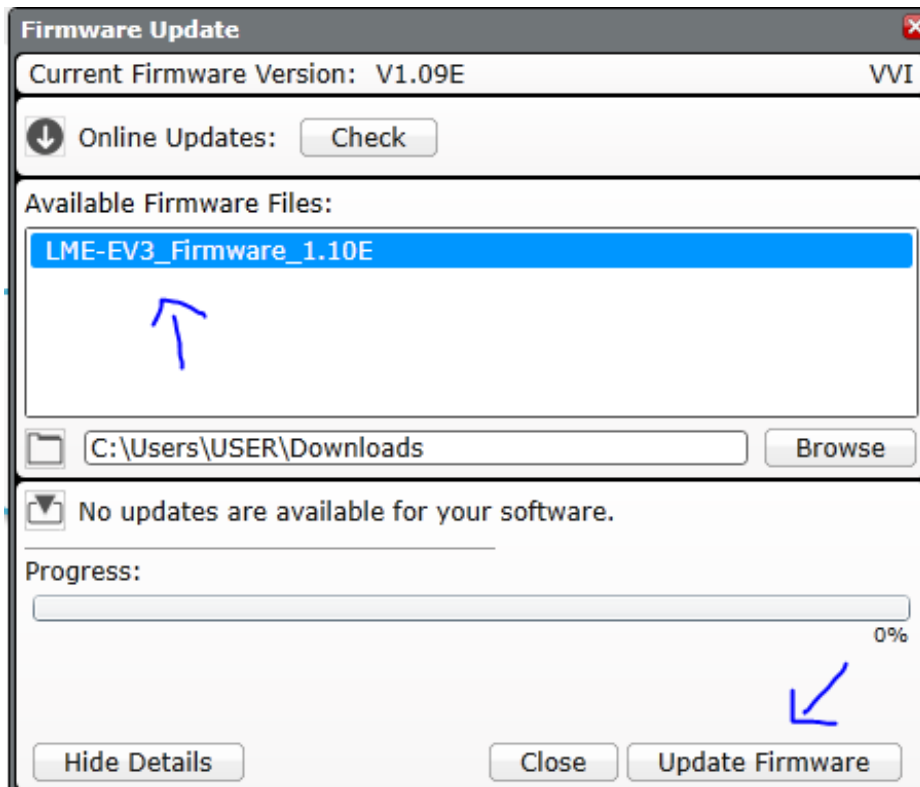 Firmware Update
Current Firmware Version: V1.09E VVI
Online Updates: Check
Available Firmware Files:
LME-EV3_Firmware_1.10E
C:\Users\USER\Downloads Browse
No updates are available for your software.
Progress:
0%
Hide Details Close Update Firmware